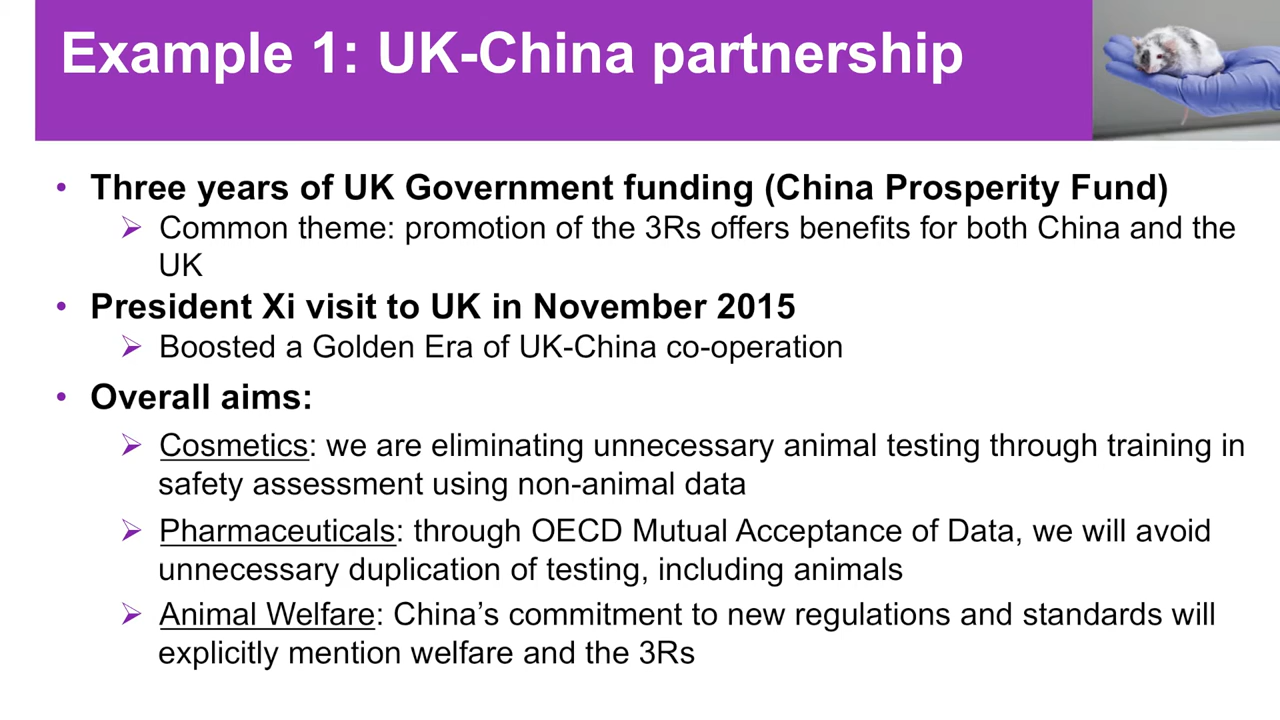 Example 1: UK-China partnership
• Three years of UK Government funding (China Prosperity Fund)
➢ Common theme: promotion of the 3Rs offers benefits for both China and the
UK
• President Xi visit to UK in November 2015
➢ Boosted a Golden Era of UK-China co-operation
• Overall aims:
➢ Cosmetics: we are eliminating unnecessary animal testing through training in
safety assessment using non-animal data
➢ Pharmaceuticals: through OECD Mutual Acceptance of Data, we will avoid
unnecessary duplication of testing, including animals
➢ Animal Welfare: China’s commitment to new regulations and standards will
explicitly mention welfare and the 3Rs